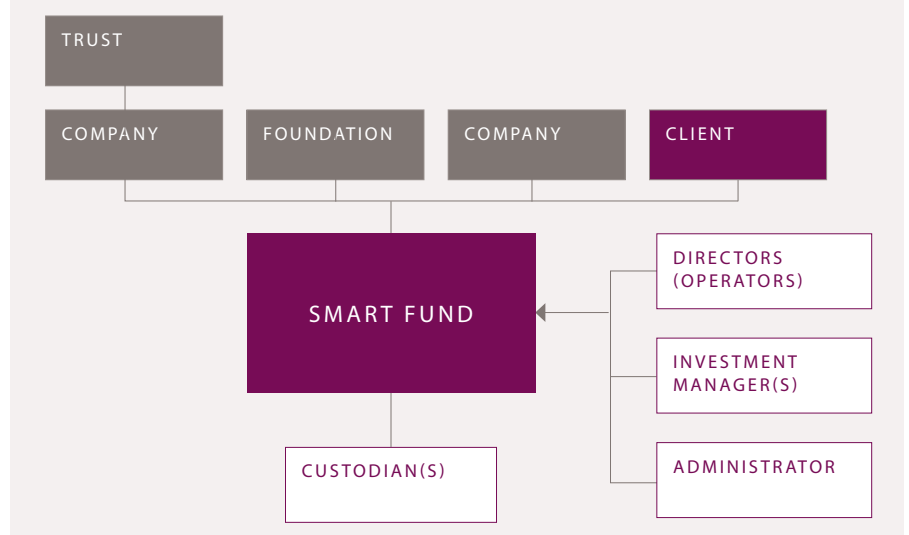 TRUST
COMPANY
FOUNDATION
COMPANY
CLIENT
SMART FUND
DIRECTORS
(OPERATORS)
INVESTMENT
MANAGER(S)
ADMINISTRATOR
CUSTODIAN(S)